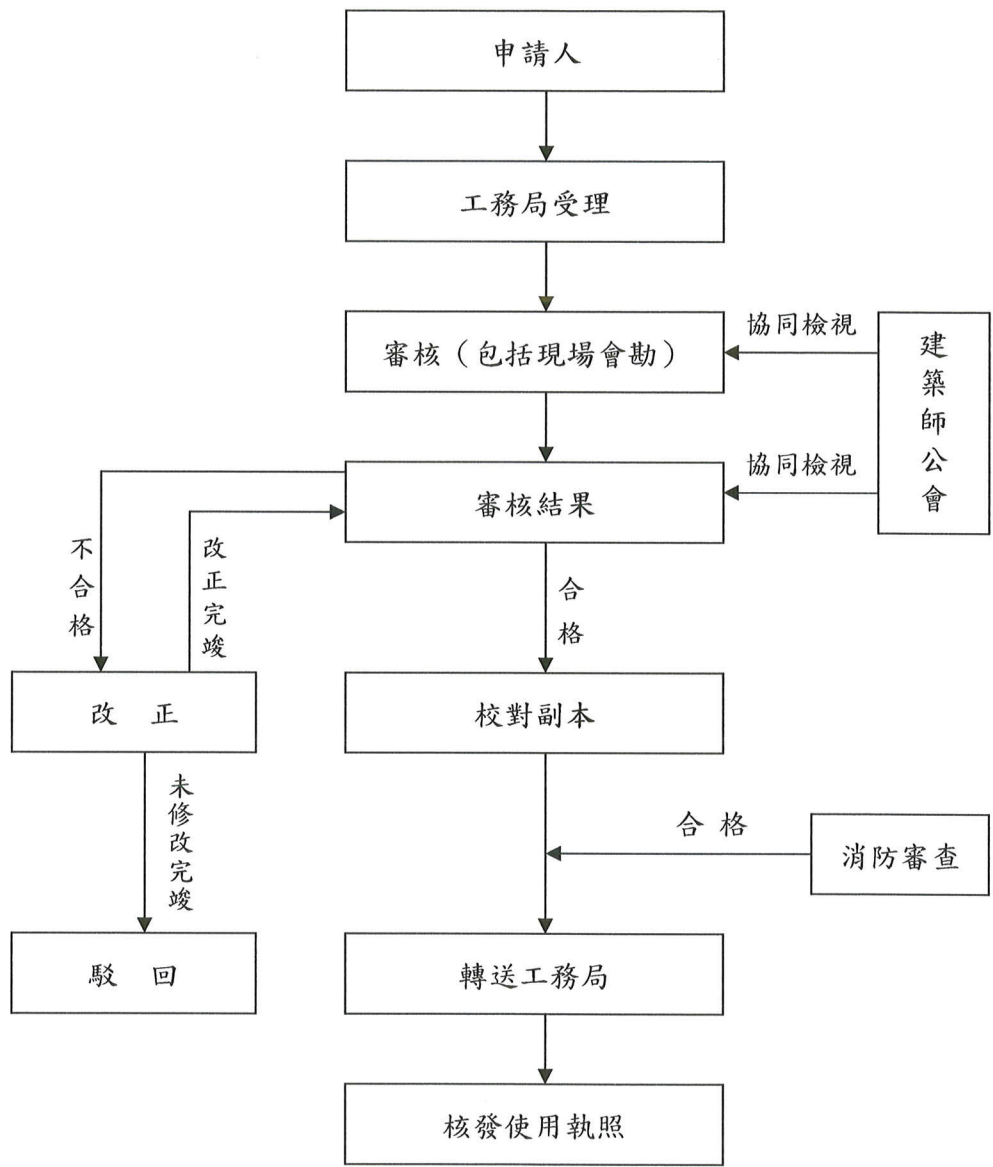 申請人
工務局受理
審核（包括現場會勘）
協同檢視
建築師公會
審核結果
協同檢視
不合格
改正完竣
合格
改　正
校對副本
未修改完竣
合 格
消防審查
駁　回
轉送工務局
核發使用執照